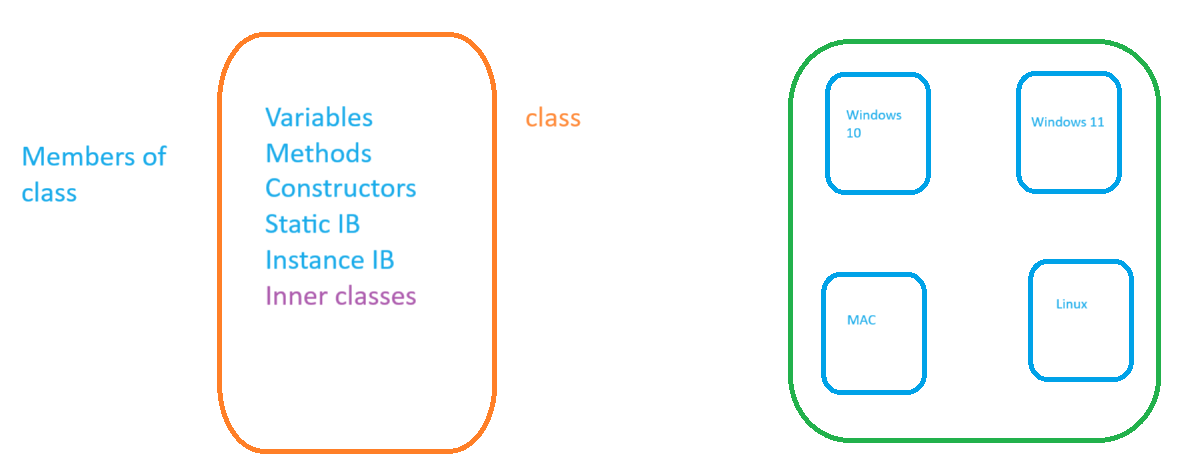 Members of
class
Variables
Methods
Constructors
Static IB
Instance IB
Inner classes
class
Windows
10
Windows 11
MAC
Linux